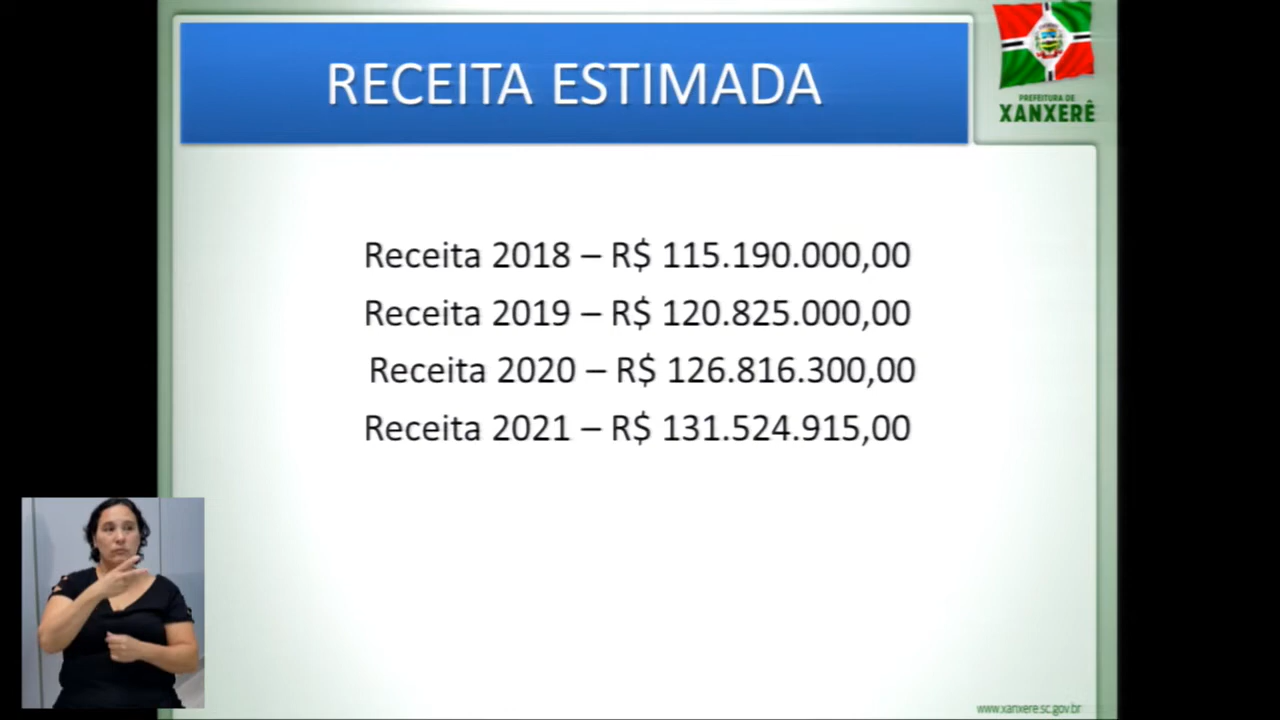 RECEITA ESTIMADA
PREFEITURA DE
XANXERÊ
Receita 2018 – R$ 115.190.000,00
Receita 2019 – R$ 120.825.000,00
Receita 2020 – R$ 126.816.300,00
Receita 2021 – R$ 131.524.915,00
www.xanxere.sc.gov.br